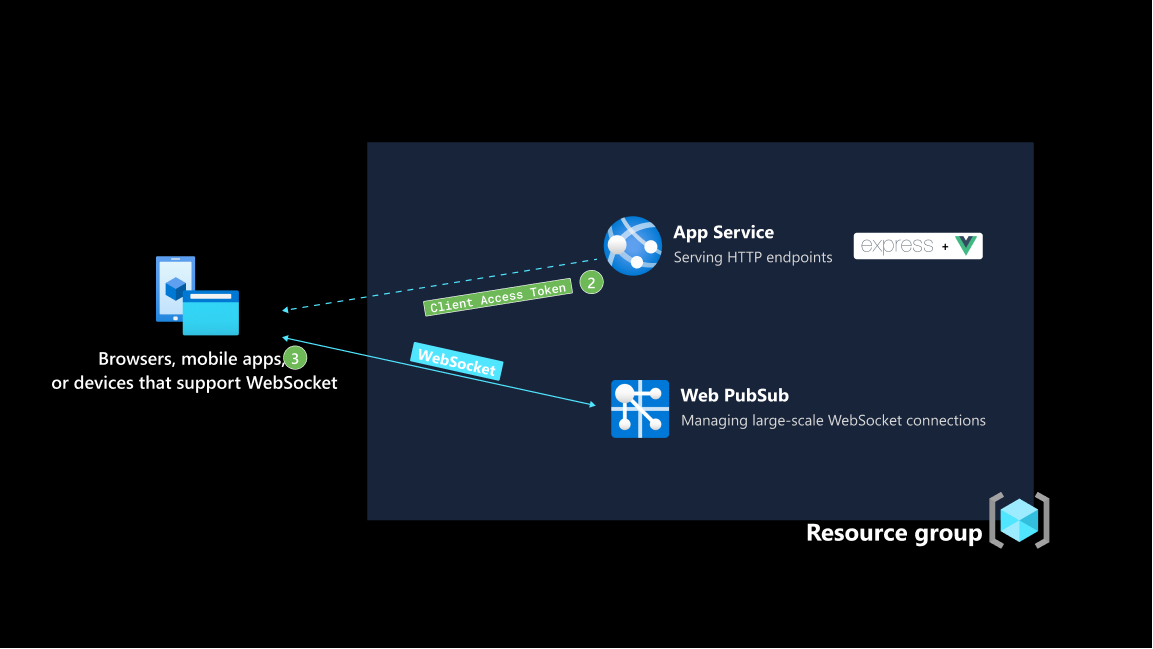 App Service
Serving HTTP endpoints
express + 
2
Client Access Token
Browsers, mobile apps,
3
or devices that support WebSocket
WebSocket
Web PubSub
Managing large-scale WebSocket connections
Resource group